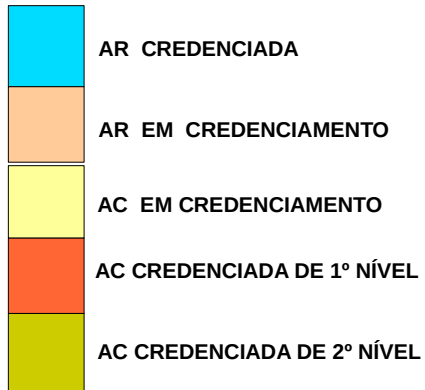 AR CREDENCIADA
AR EM CREDENCIAMENTO
AC EM CREDENCIAMENTO
AC CREDENCIADA DE 1º NÍVEL
AC CREDENCIADA DE 2º NÍVEL